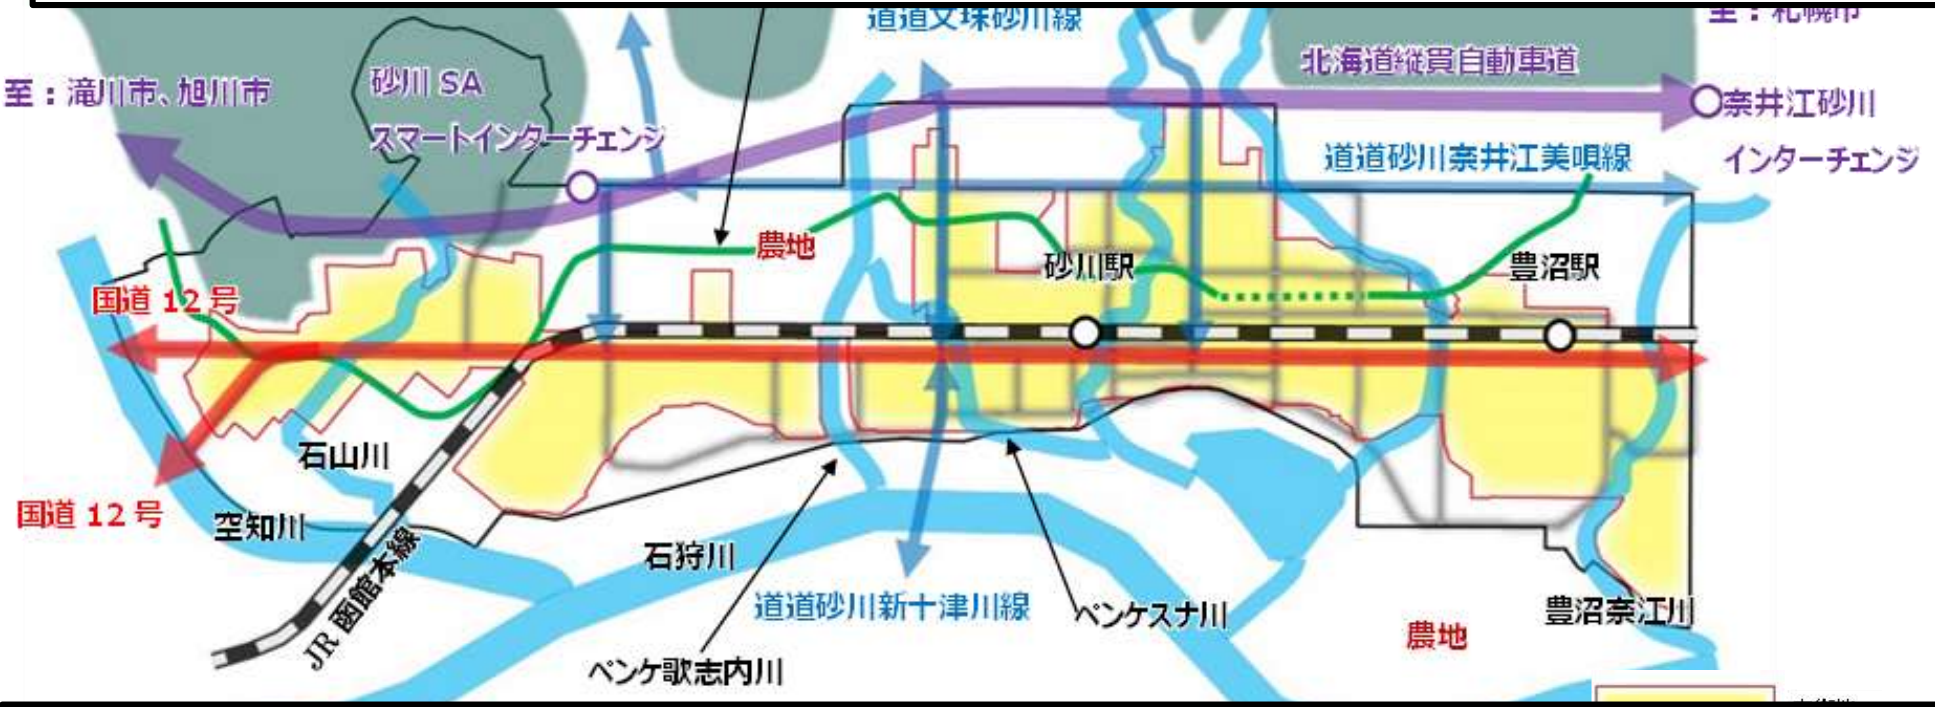 道道文珠砂川線
至：札幌市
北海道縦貫自動車道
砂川 SA
スマートインターチェンジ
至：滝川市、旭川市
奈井江砂川
インターチェンジ
道道砂川奈井江美唄線
農地
砂川駅
豊沼駅
国道 12 号
石山川
国道 12 号
空知川
JR 函館本線
石狩川
道道砂川新十津川線
ペンケスナ川
ペンケ歌志内川
農地
豊沼奈江川